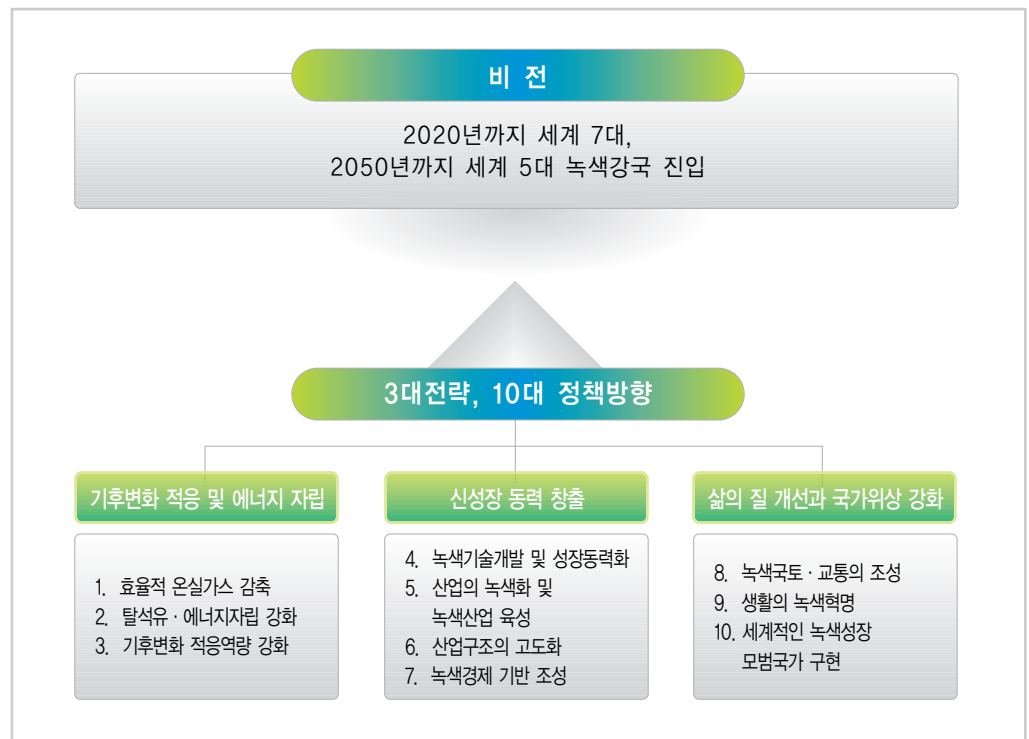 비 전
2020년까지 세계 7대,
2050년까지 세계 5대 녹색강국 진입
3대전략, 10대 정책방향
기후변화 적응 및 에너지 자립
1. 효율적 온실가스 감축
2. 탈석유·에너지자립 강화
3. 기후변화 적응역량 강화
신성장 동력 창출
4. 녹색기술개발 및 성장동력화
5. 산업의 녹색화 및
녹색산업 육성
6. 산업구조의 고도화
7. 녹색경제 기반 조성
삶의 질 개선과 국가위상 강화
8. 녹색국토·교통의 조성
9. 생활의 녹색혁명
10. 세계적인 녹색성장
모범국가 구현